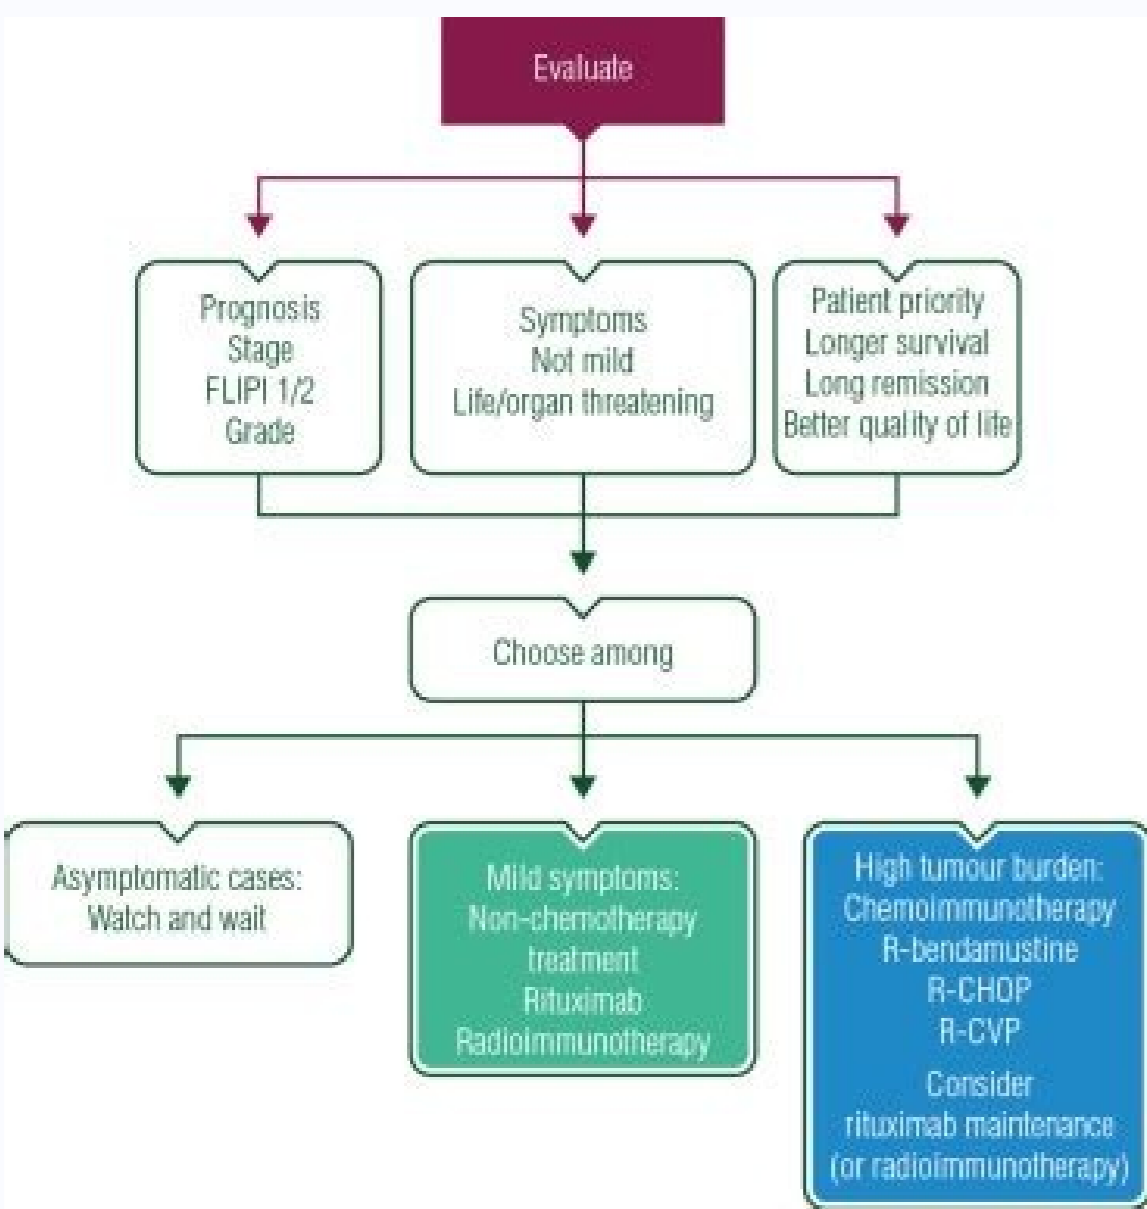 Evaluate
Prognosis
Stage
FLIPI 1/2
Grade
Symptoms
Not mild
Life/organ threatening
Patient priority
Longer survival
Long remission
Better quality of life
Choose among
Asymptomatic cases:
Watch and wait
Mild symptoms:
Non-chemotherapy
treatment
Rituximab
Radioimmunotherapy
High tumour burden:
Chemoimmunotherapy
R-bendamustine
R-CHOP
R-CVP
Consider
rituximab maintenance
(or radioimmunotherapy)